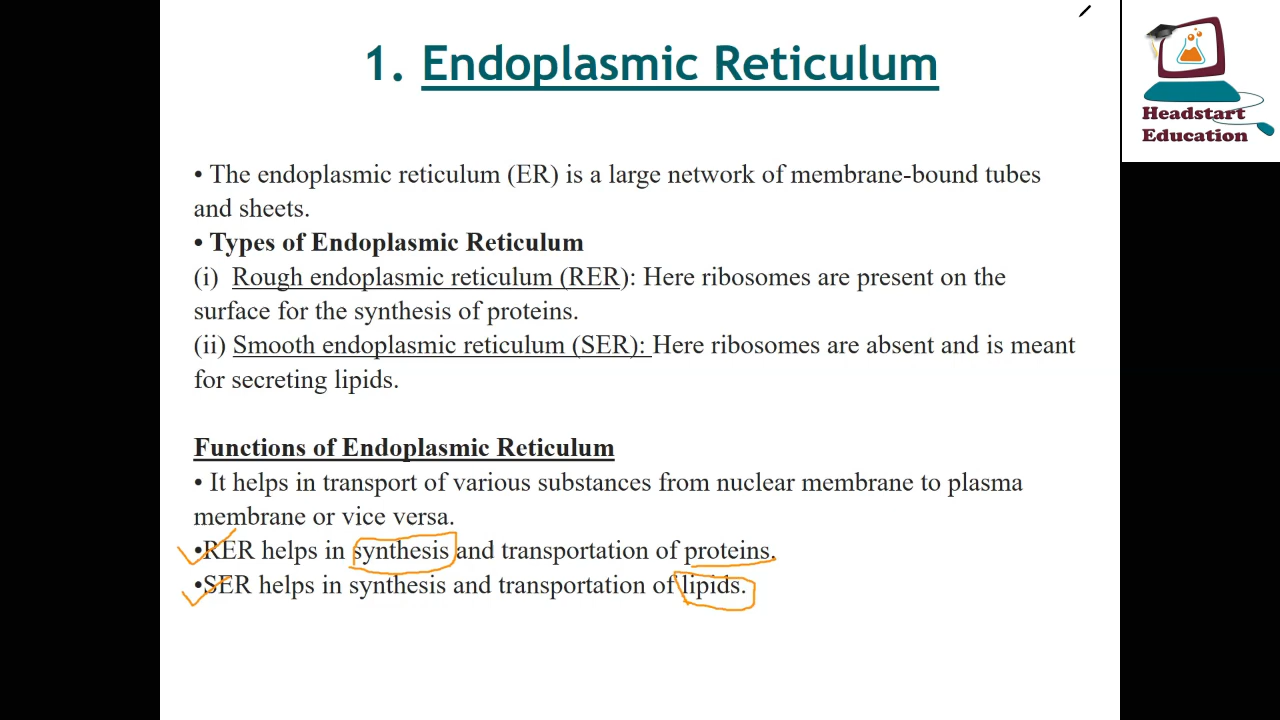 1. Endoplasmic Reticulum
Headstart
Education
• The endoplasmic reticulum (ER) is a large network of membrane-bound tubes
and sheets.
• Types of Endoplasmic Reticulum
(i) Rough endoplasmic reticulum (RER): Here ribosomes are present on the
surface for the synthesis of proteins.
(ii) Smooth endoplasmic reticulum (SER): Here ribosomes are absent and is meant
for secreting lipids.
Functions of Endoplasmic Reticulum
• It helps in transport of various substances from nuclear membrane to plasma
membrane or vice versa.
•RER helps in synthesis and transportation of proteins.
•SER helps in synthesis and transportation of lipids.